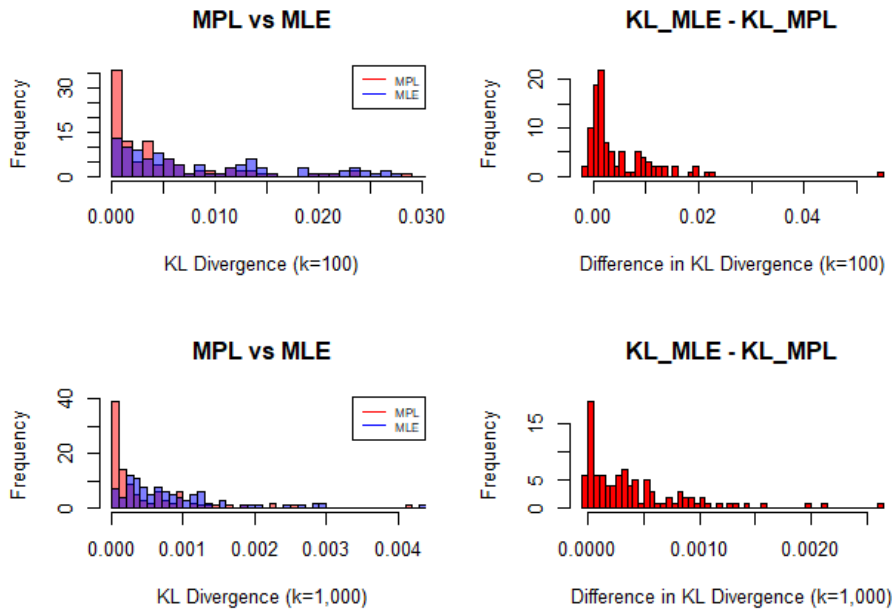 MPL vs MLE
Frequency
0 15 30
MPL
MLE
0.000 0.010 0.020 0.030
KL Divergence (k=100)
KL_MLE - KL_MPL
Frequency
0 5 10 20
0.00 0.02 0.04
Difference in KL Divergence (k=100)
MPL vs MLE
Frequency
0 20 40
MPL
MLE
0.000 0.001 0.002 0.003 0.004
KL Divergence (k=1,000)
KL_MLE - KL_MPL
Frequency
0 5 15
0.0000 0.0010 0.0020
Difference in KL Divergence (k=1,000)